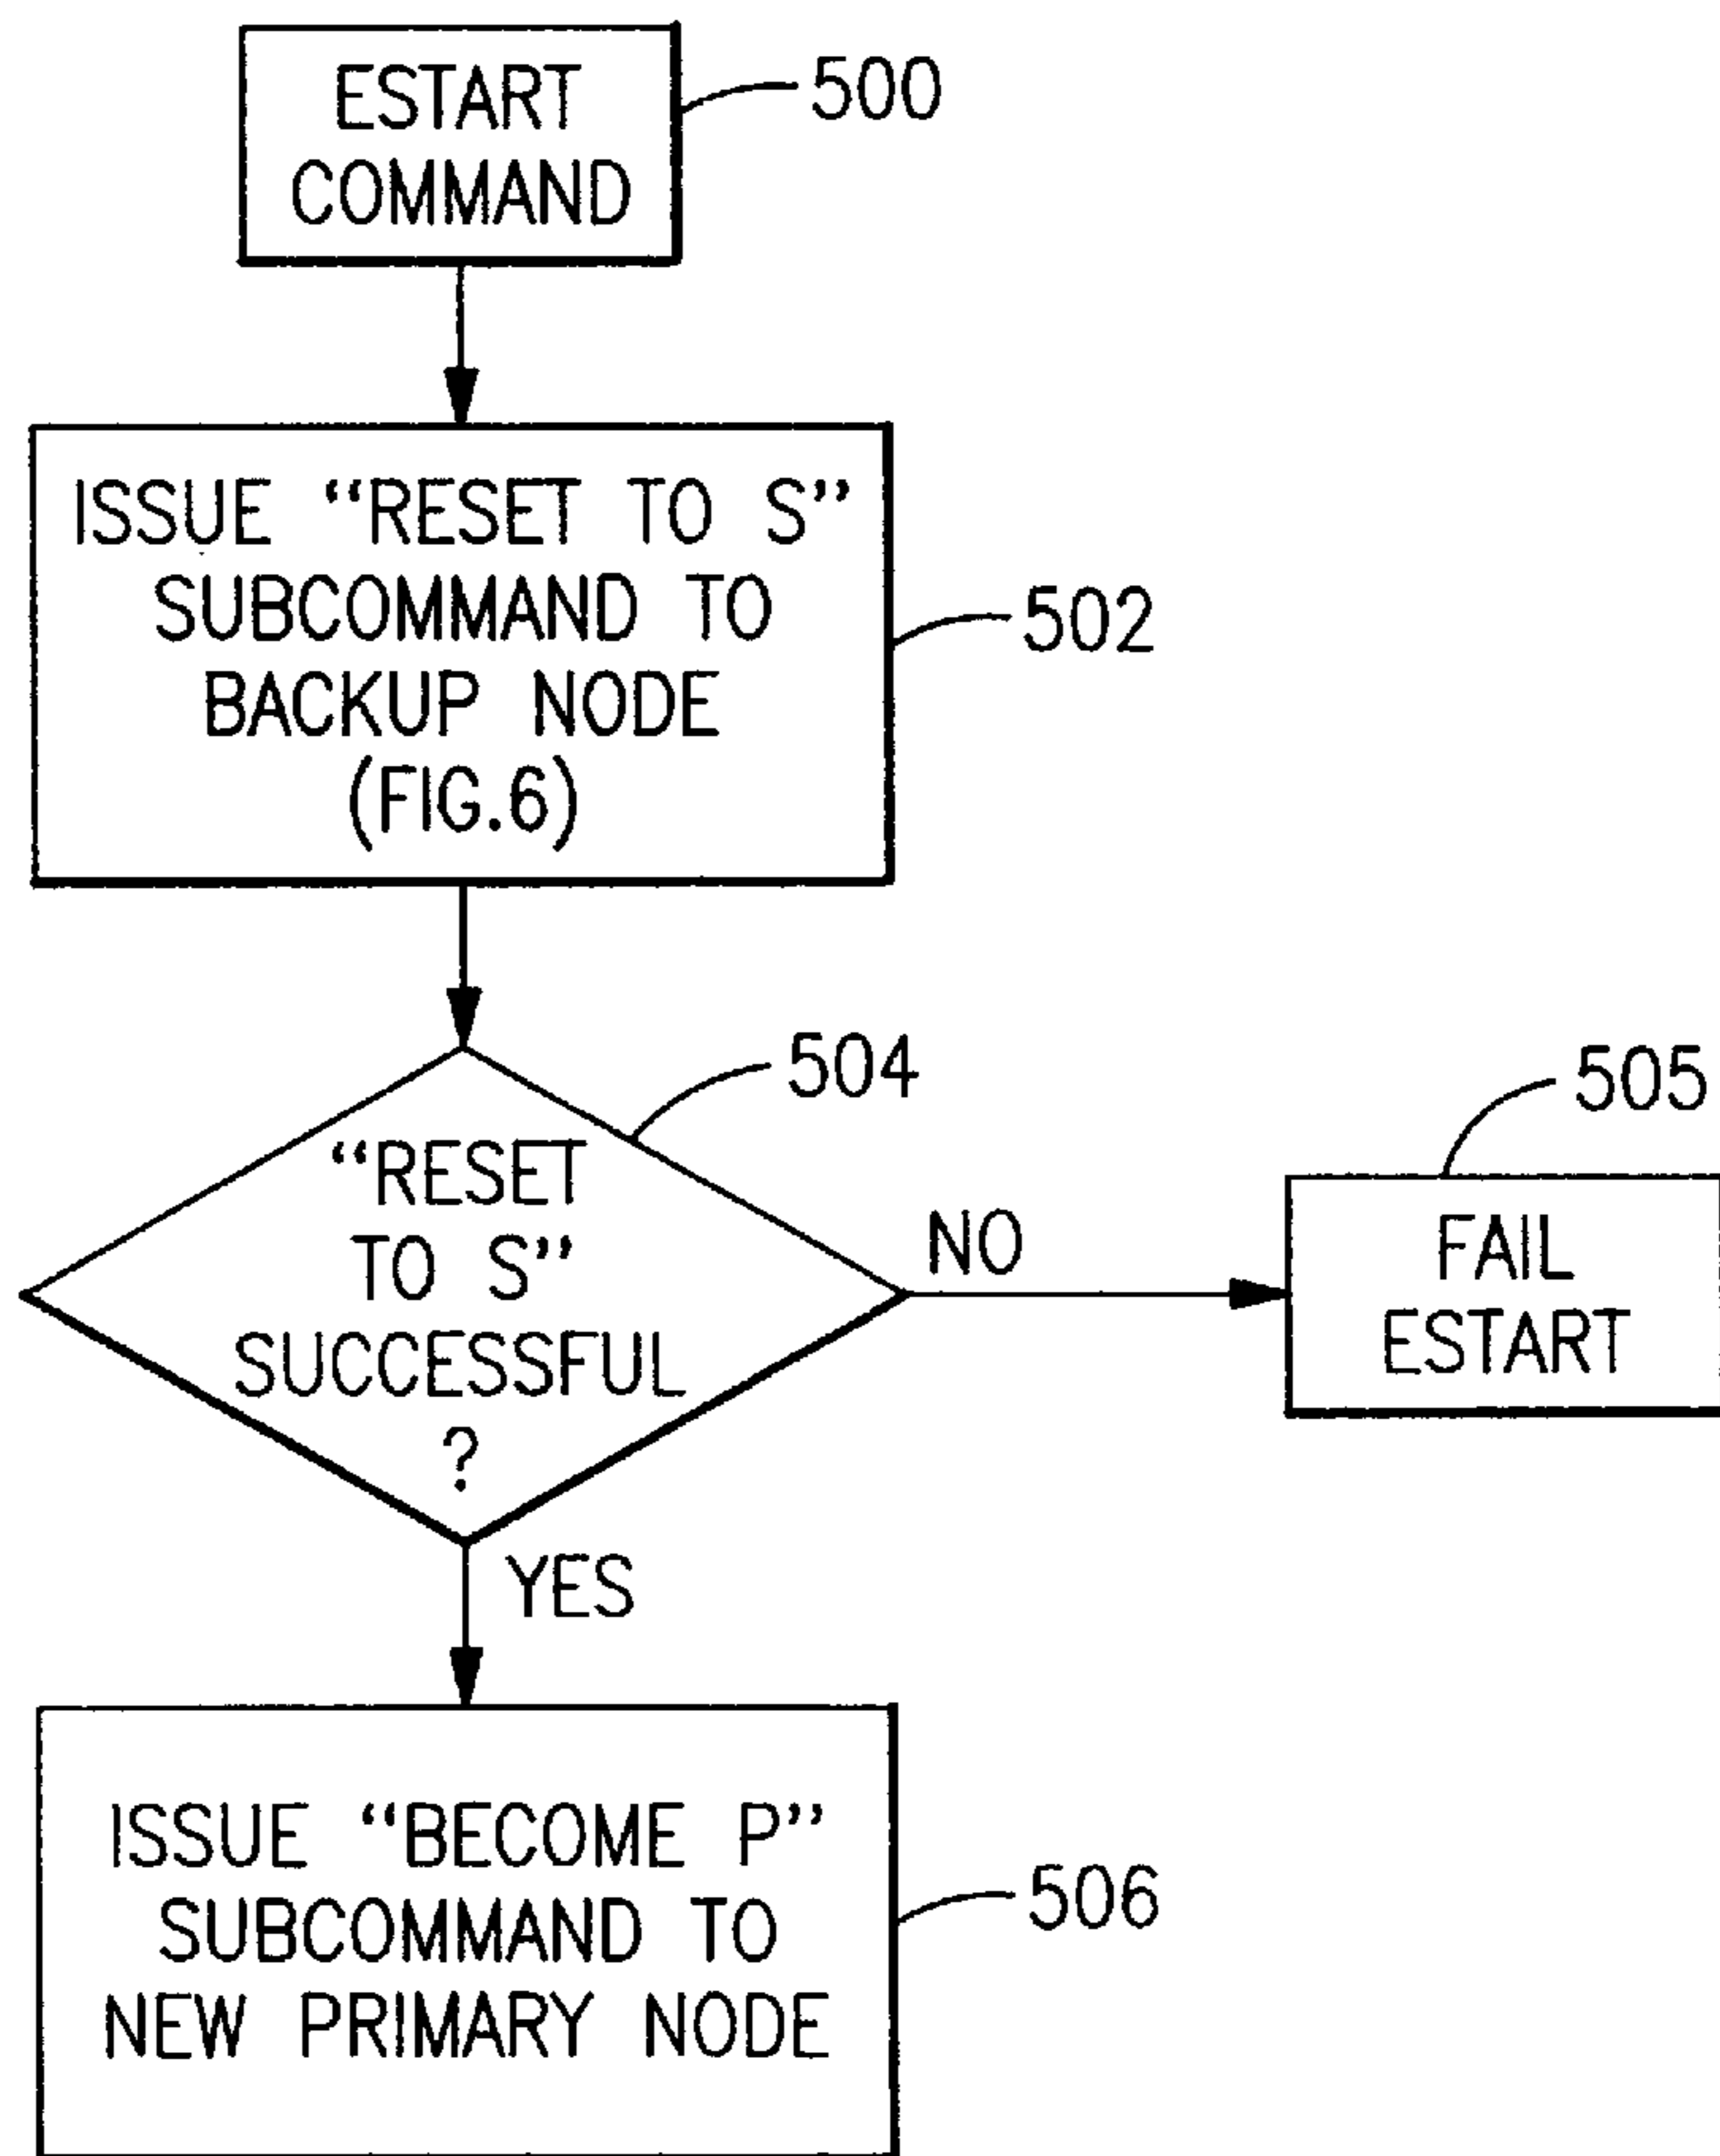 ESTART
COMMAND
500
ISSUE “RESET TO S”
SUBCOMMAND TO
BACKUP NODE
(FIG.6)
502
“RESET
TO S”
SUCCESSFUL
?
504
NO
505
FAIL
ESTART
YES
ISSUE “BECOME P”
SUBCOMMAND TO
NEW PRIMARY NODE
506